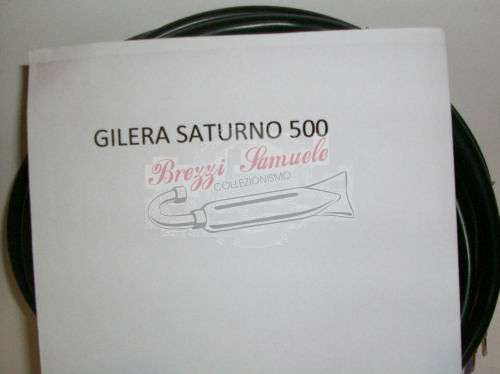 GILERA SATURNO 500
Brezzi Samuele
COLLEZIONISMO